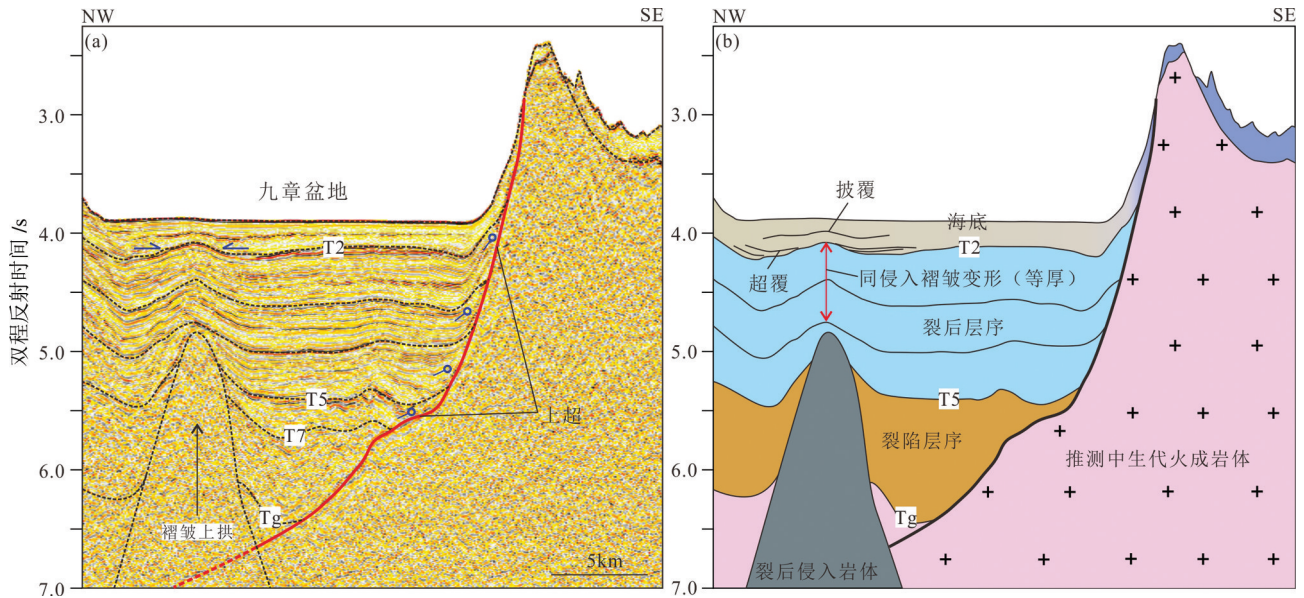 NW
SE
(a)
3.0
九章盆地
4.0
T2
双程反射时间/s
5.0
T5
上超
T7
6.0
褶皱上拱
Tg
5km
7.0
NW
SE
(b)
3.0
披覆
海底
4.0
T2
超覆
同侵入褶皱变形（等厚）
裂后层序
5.0
T5
裂陷层序
推测中生代火成岩体
6.0
Tg
裂后侵入岩体
7.0